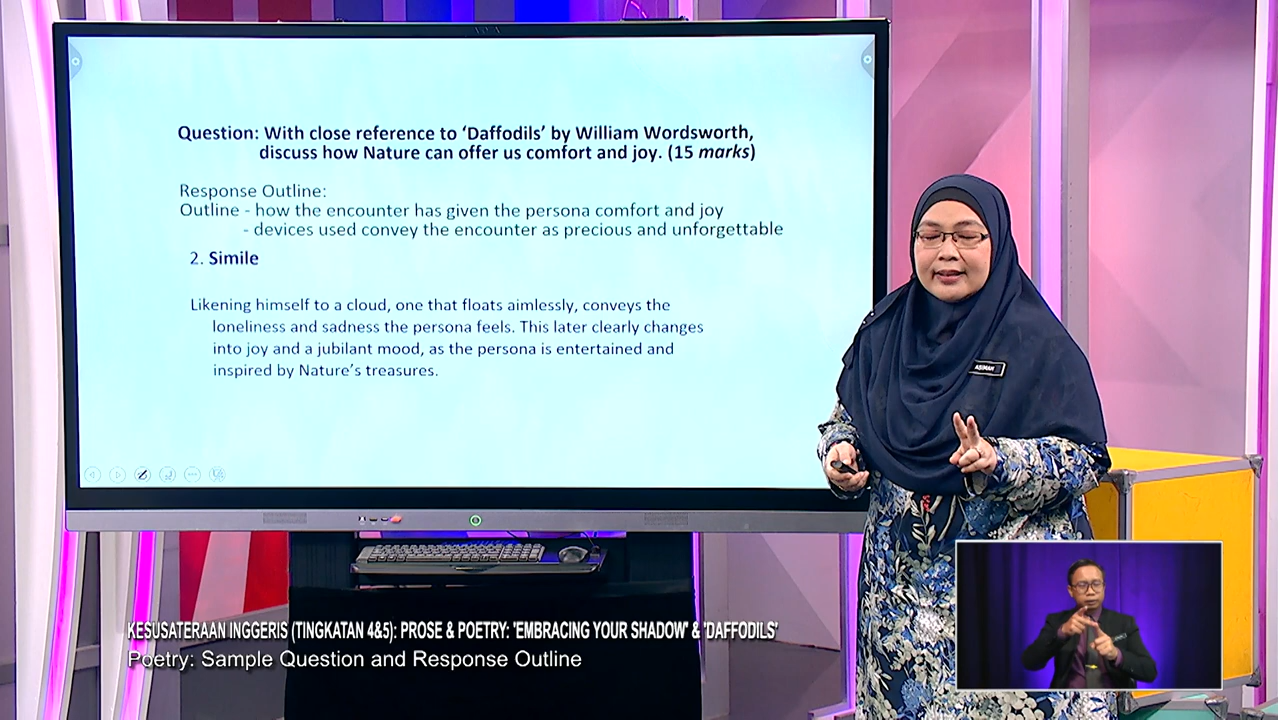 Question: With close reference to ‘Daffodils’ by William Wordsworth,
discuss how Nature can offer us comfort and joy. (15 marks)
Response Outline:
Outline - how the encounter has given the persona comfort and joy
- devices used convey the encounter as precious and unforgettable
2. Simile
Likening himself to a cloud, one that floats aimlessly, conveys the
loneliness and sadness the persona feels. This later clearly changes
into joy and a jubilant mood, as the persona is entertained and
inspired by Nature’s treasures.
KESUSATERAAN INGGERIS (TINGKATAN 4&5): PROSE & POETRY: 'EMBRACING YOUR SHADOW' & 'DAFFODILS'
Poetry: Sample Question and Response Outline